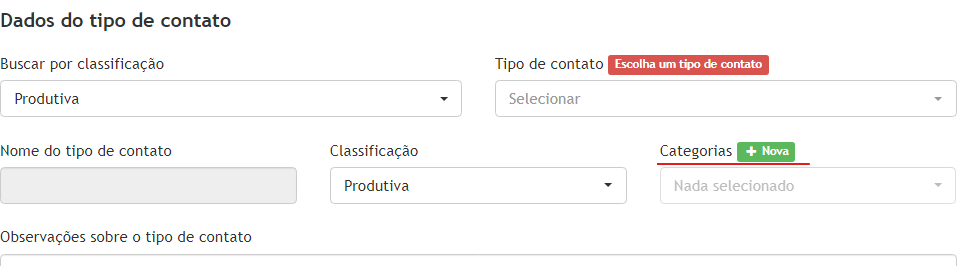 Dados do tipo de contato
Buscar por classificação
Produtiva
Tipo de contato Escolha um tipo de contato
Selecionar
Nome do tipo de contato
Classificação
Produtiva
Categorias + Nova
Nada selecionado
Observações sobre o tipo de contato